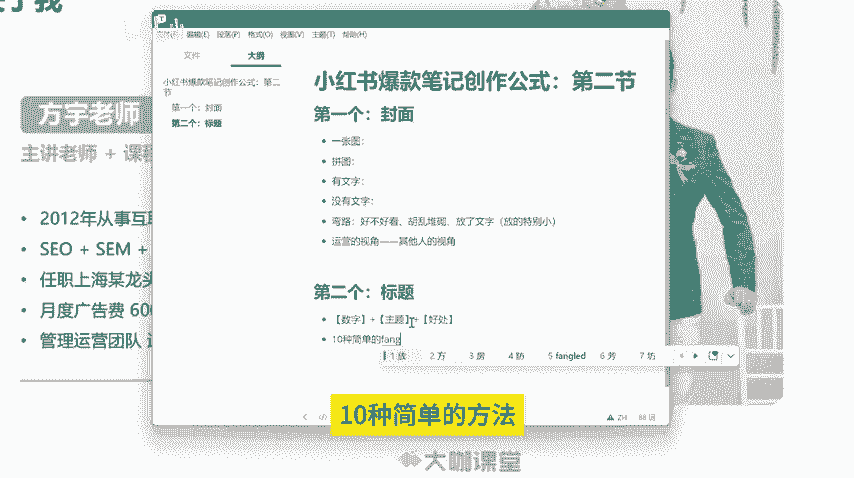 方宇老师
主讲老师 + 课程
2012年从事互联
SEO + SEM +
任职上海某龙头
月度广告费 600
管理运营团队
编辑(E) 段落(P) 格式(O) 视图(V) 主题(T) 帮助(H)
文件 大纲
小红书爆款笔记创作公式：第二节
第一个：封面
第二个：标题
小红书爆款笔记创作公式：第二节
第一个：封面
一张图：
拼图：
有文字：
没有文字：
弯路：好不好看、胡乱堆砌、放了文字（放的特别小）
运营的视角——其他人的视角
第二个：标题
【数字】+【主题】+【好处】
10种简单的fang
1 放 2 方 3 房 4 防 5 fangled 6 芳 7 坊
ZH 88 词
10种简单的方法
大咖课堂